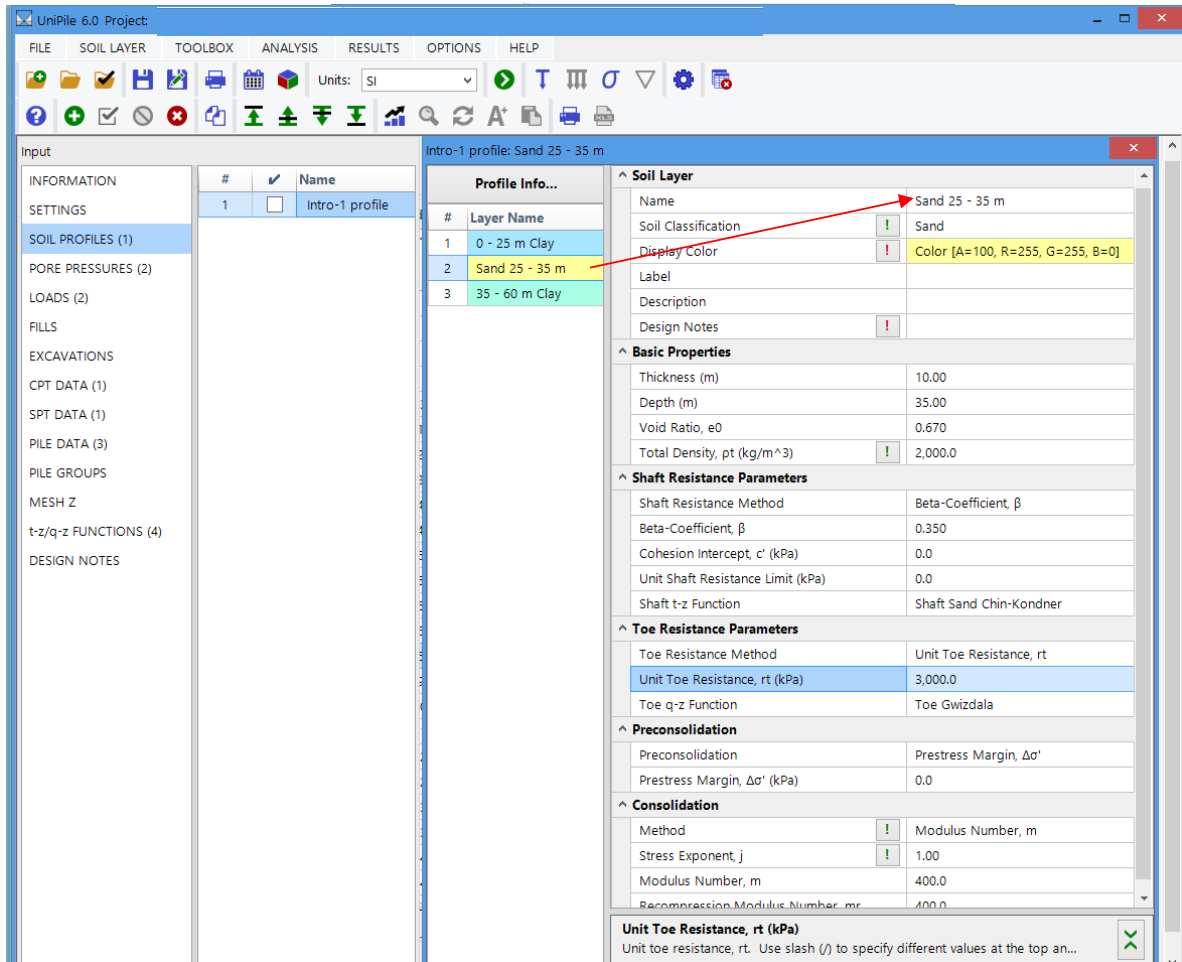 UniPile 6.0 Project:
FILE SOIL LAYER TOOLBOX ANALYSIS RESULTS OPTIONS HELP
Units: SI
Input
INFORMATION
SETTINGS
SOIL PROFILES (1)
PORE PRESSURES (2)
LOADS (2)
FILLS
EXCAVATIONS
CPT DATA (1)
SPT DATA (1)
PILE DATA (3)
PILE GROUPS
MESH Z
t-z/q-z FUNCTIONS (4)
DESIGN NOTES
# ✔ Name
1 Intro-1 profile
Intro-1 profile: Sand 25 - 35 m
Profile Info...
# Layer Name
1 0 - 25 m Clay
2 Sand 25 - 35 m
3 35 - 60 m Clay
^ Soil Layer
Name Sand 25 - 35 m
Soil Classification ! Sand
Display Color ! Color [A=100, R=255, G=255, B=0]
Label
Description
Design Notes !
^ Basic Properties
Thickness (m) 10.00
Depth (m) 35.00
Void Ratio, e0 0.670
Total Density, ρt (kg/m^3) ! 2,000.0
^ Shaft Resistance Parameters
Shaft Resistance Method Beta-Coefficient, β
Beta-Coefficient, β 0.350
Cohesion Intercept, c' (kPa) 0.0
Unit Shaft Resistance Limit (kPa) 0.0
Shaft t-z Function Shaft Sand Chin-Kondner
^ Toe Resistance Parameters
Toe Resistance Method Unit Toe Resistance, rt
Unit Toe Resistance, rt (kPa) 3,000.0
Toe q-z Function Toe Gwizdala
^ Preconsolidation
Preconsolidation Prestress Margin, Δσ'
Prestress Margin, Δσ' (kPa) 0.0
^ Consolidation
Method ! Modulus Number, m
Stress Exponent, j ! 1.00
Modulus Number, m 400.0
Recompression Modulus Number, mr 400.0
Unit Toe Resistance, rt (kPa)
Unit toe resistance, rt. Use slash (/) to specify different values at the top an...